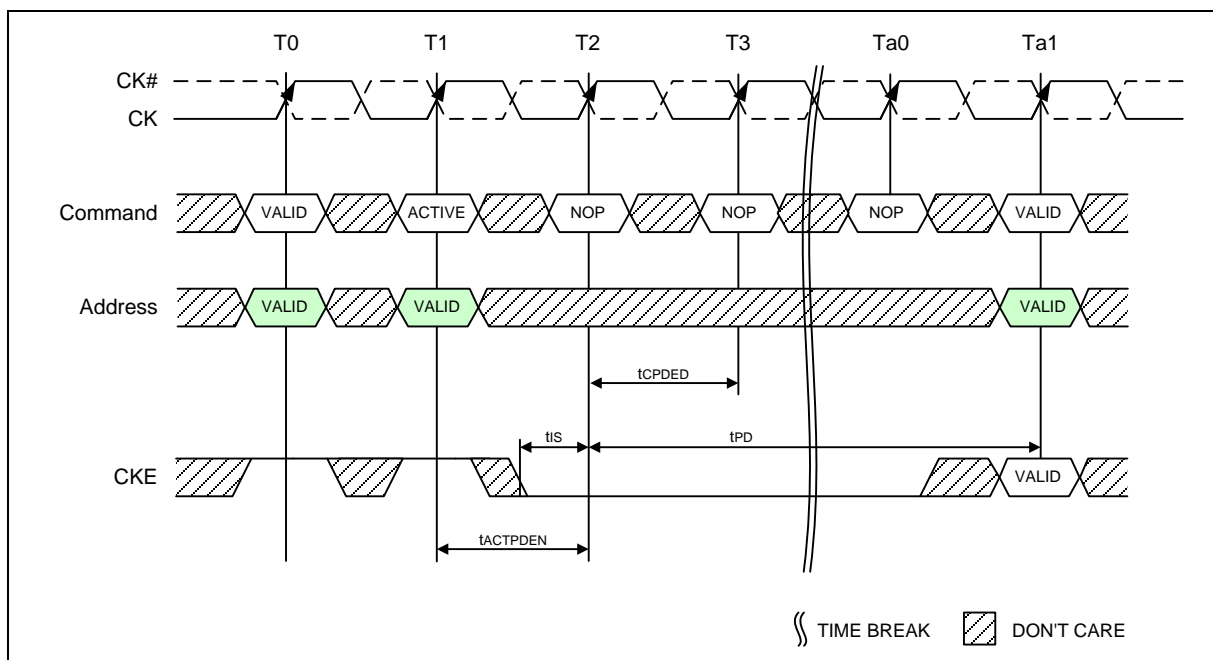 T0 T1 T2 T3 Ta0 Ta1
CK#
CK
Command VALID ACTIVE NOP NOP NOP VALID
Address VALID VALID VALID
tCPDED
tIS tPD
CKE VALID
tACTPDEN
TIME BREAK DON'T CARE